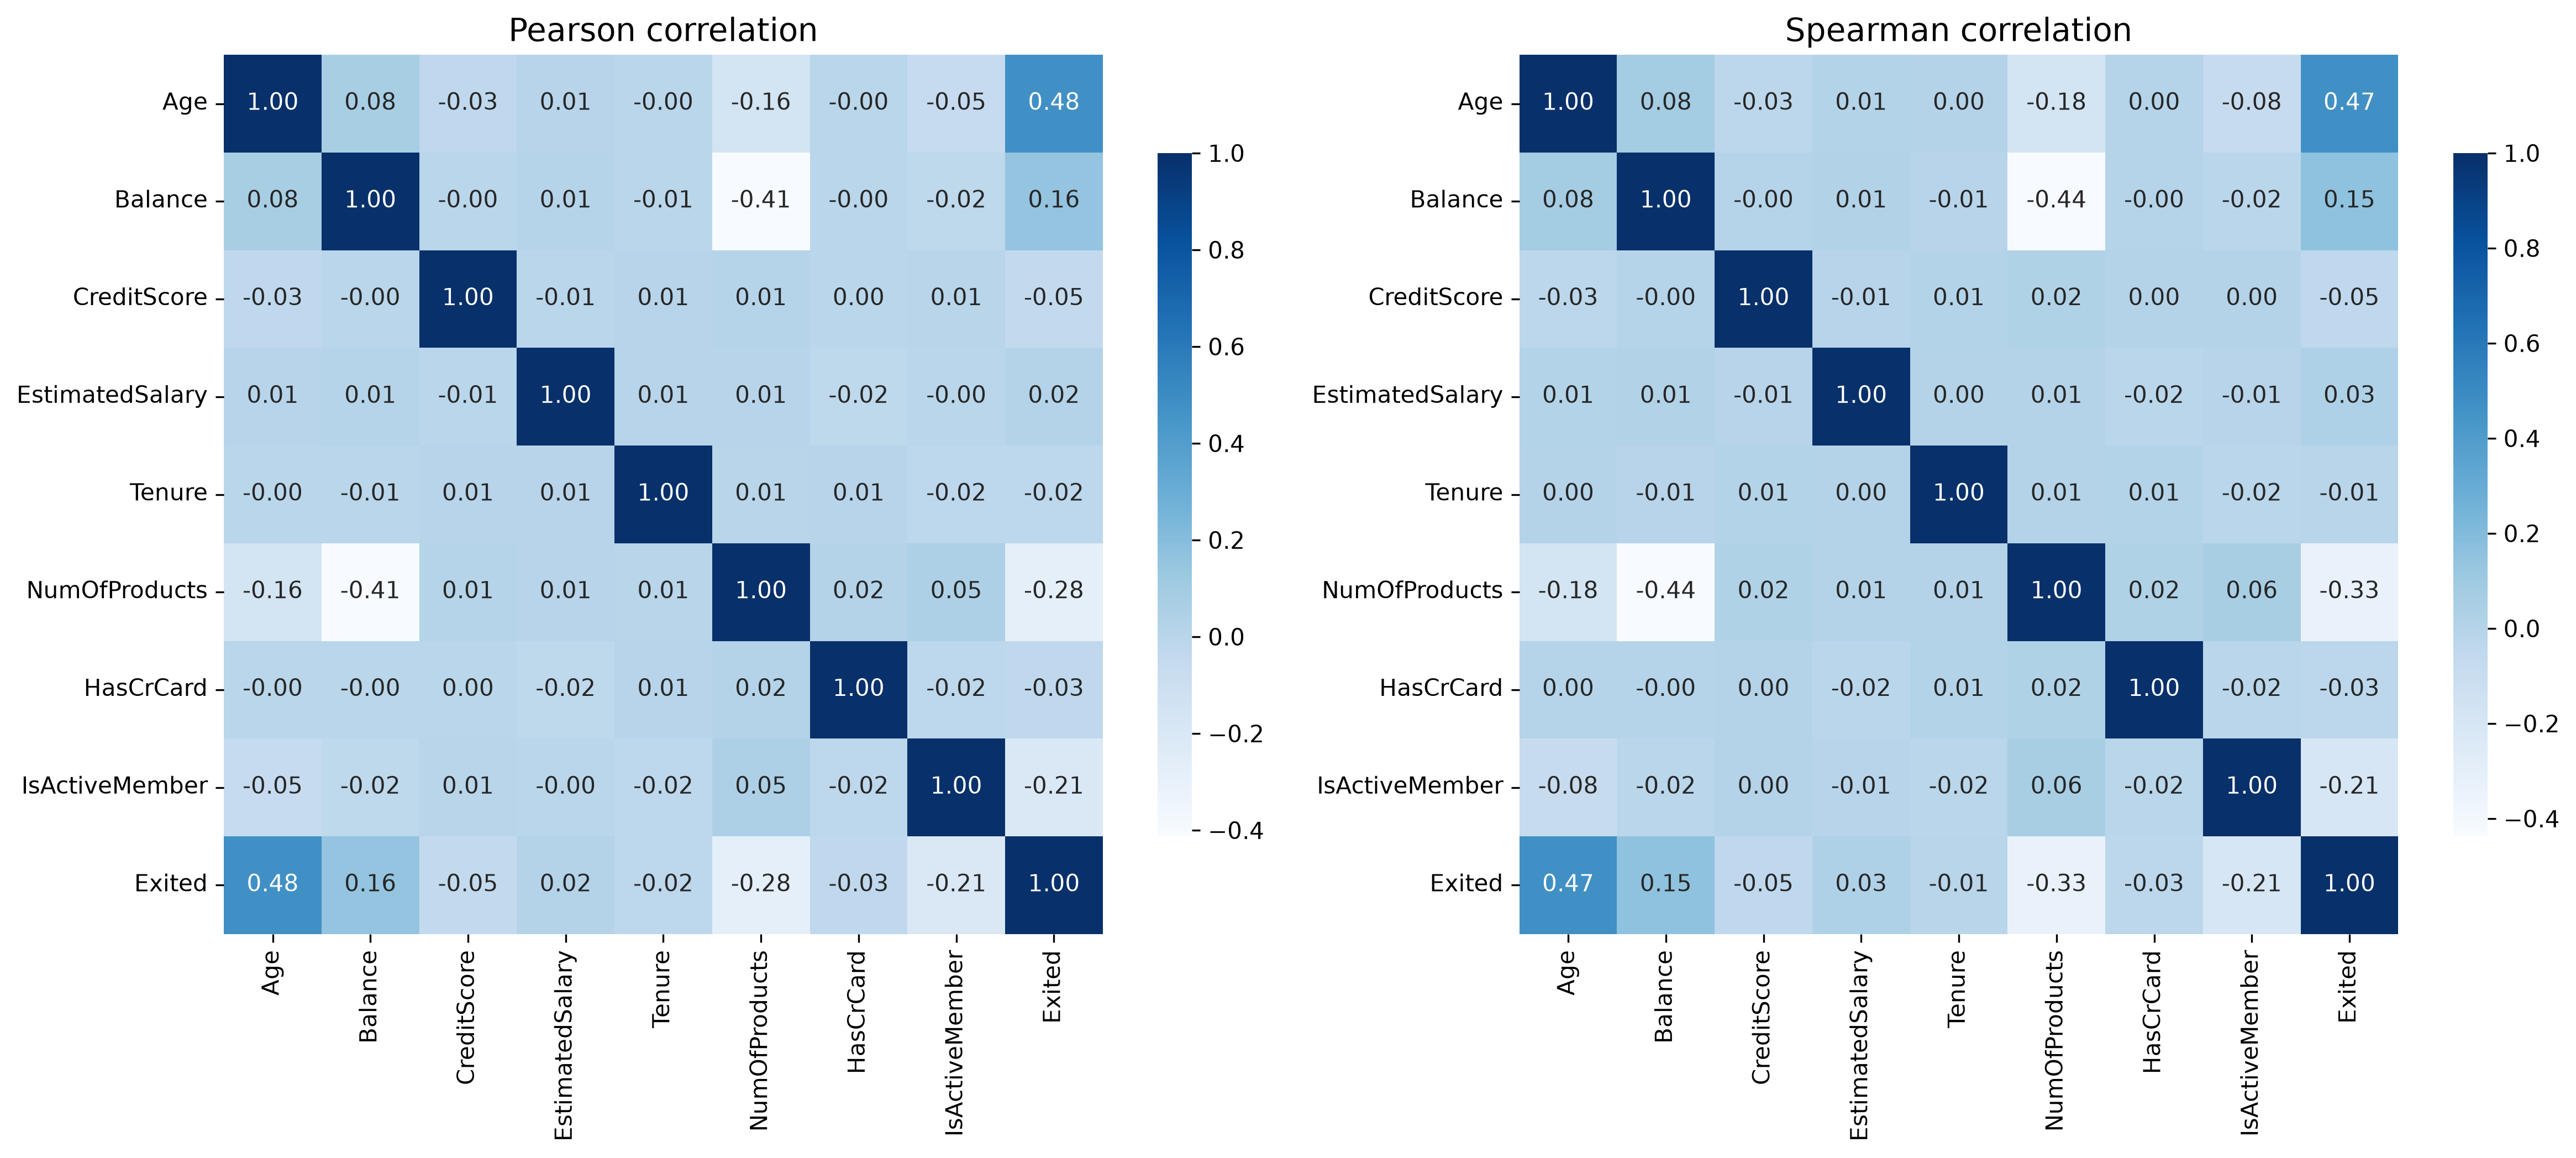 Pearson correlation
Age 1.00 0.08 -0.03 0.01 -0.00 -0.16 -0.00 -0.05 0.48
Balance 0.08 1.00 -0.00 0.01 -0.01 -0.41 -0.00 -0.02 0.16
CreditScore -0.03 -0.00 1.00 -0.01 0.01 0.01 0.00 0.01 -0.05
EstimatedSalary 0.01 0.01 -0.01 1.00 0.01 0.01 -0.02 -0.00 0.02
Tenure -0.00 -0.01 0.01 0.01 1.00 0.01 0.01 -0.02 -0.02
NumOfProducts -0.16 -0.41 0.01 0.01 0.01 1.00 0.02 0.05 -0.28
HasCrCard -0.00 -0.00 0.00 -0.02 0.01 0.02 1.00 -0.02 -0.03
IsActiveMember -0.05 -0.02 0.01 -0.00 -0.02 0.05 -0.02 1.00 -0.21
Exited 0.48 0.16 -0.05 0.02 -0.02 -0.28 -0.03 -0.21 1.00
Age
Balance
CreditScore
EstimatedSalary
Tenure
NumOfProducts
HasCrCard
IsActiveMember
Exited
1.0
0.8
0.6
0.4
0.2
0.0
−0.2
−0.4
Spearman correlation
Age 1.00 0.08 -0.03 0.01 0.00 -0.18 0.00 -0.08 0.47
Balance 0.08 1.00 -0.00 0.01 -0.01 -0.44 -0.00 -0.02 0.15
CreditScore -0.03 -0.00 1.00 -0.01 0.01 0.02 0.00 0.00 -0.05
EstimatedSalary 0.01 0.01 -0.01 1.00 0.00 0.01 -0.02 -0.01 0.03
Tenure 0.00 -0.01 0.01 0.00 1.00 0.01 0.01 -0.02 -0.01
NumOfProducts -0.18 -0.44 0.02 0.01 0.01 1.00 0.02 0.06 -0.33
HasCrCard 0.00 -0.00 0.00 -0.02 0.01 0.02 1.00 -0.02 -0.03
IsActiveMember -0.08 -0.02 0.00 -0.01 -0.02 0.06 -0.02 1.00 -0.21
Exited 0.47 0.15 -0.05 0.03 -0.01 -0.33 -0.03 -0.21 1.00
Age
Balance
CreditScore
EstimatedSalary
Tenure
NumOfProducts
HasCrCard
IsActiveMember
Exited
1.0
0.8
0.6
0.4
0.2
0.0
−0.2
−0.4